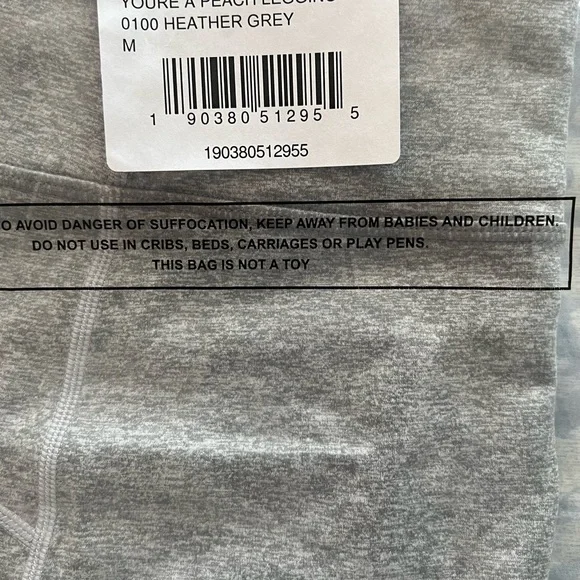 YOURE A PEACH LEGGING
0100 HEATHER GREY
M
1 90380 51295 5
190380512955
O AVOID DANGER OF SUFFOCATION, KEEP AWAY FROM BABIES AND CHILDREN.
DO NOT USE IN CRIBS, BEDS, CARRIAGES OR PLAY PENS.
THIS BAG IS NOT A TOY